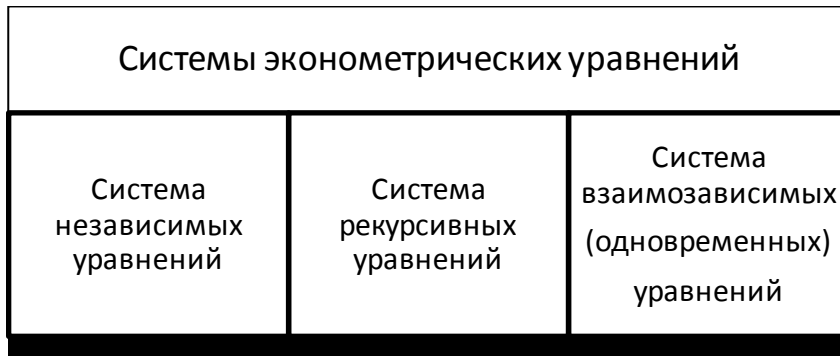 Системы эконометрических уравнений
Система
независимых
уравнений
Система
рекурсивных
уравнений
Система
взаимозависимых
(одновременных)
уравнений